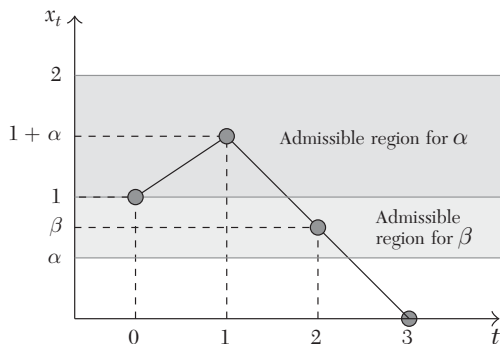 x_t
2
1 + α
Admissible region for α
1
Admissible
region for β
β
α
0
1
2
3
t